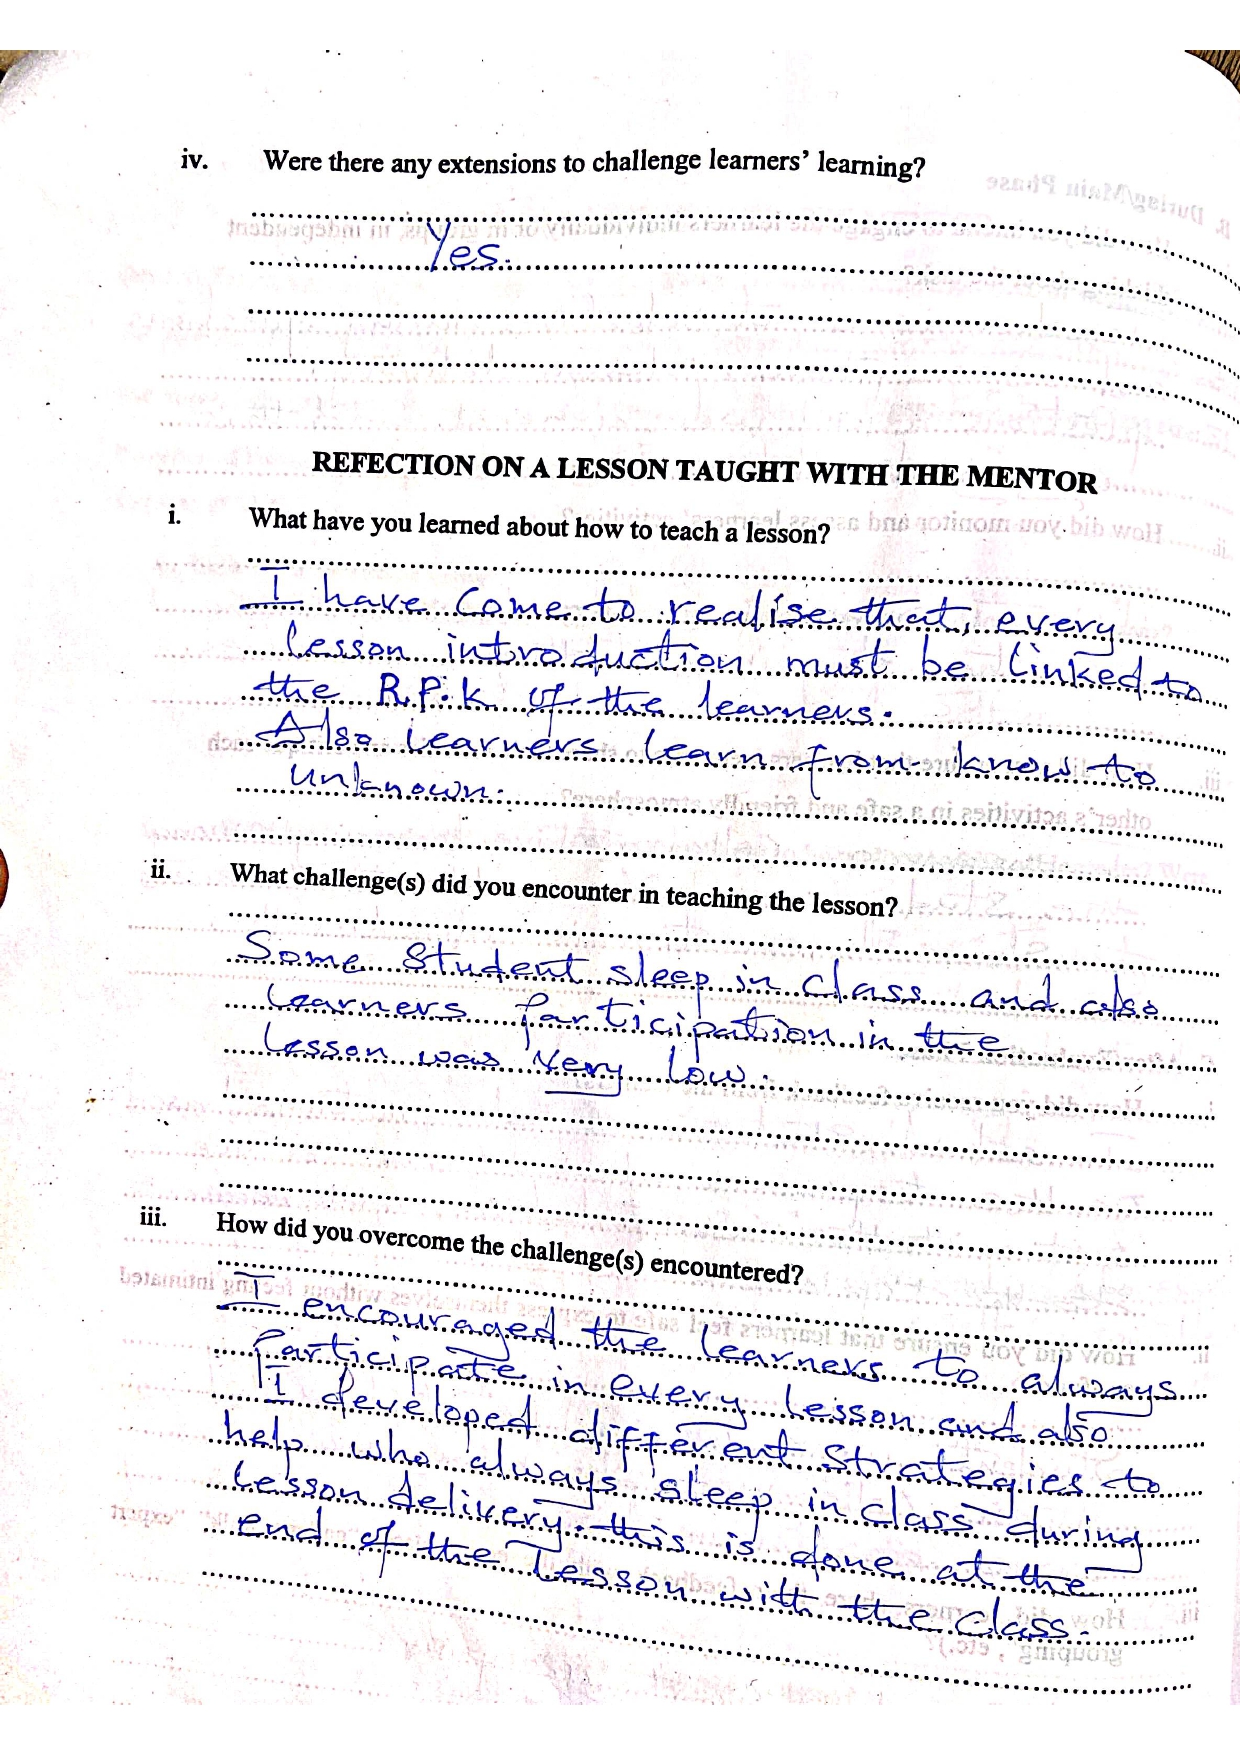 iv. Were there any extensions to challenge learners' learning?
Yes.
REFECTION ON A LESSON TAUGHT WITH THE MENTOR
i. What have you learned about how to teach a lesson?
I have come to realise that, every
lesson introduction must be linked to
the R.P.K of the learners.
Also learners learn from know to
unknown.
ii. What challenge(s) did you encounter in teaching the lesson?
Some student sleep in class and also
learners participation in the
lesson was very low.
iii. How did you overcome the challenge(s) encountered?
I encouraged the learners to always
participate in every lesson and also
I developed different strategies to
help who always sleep in class during
lesson delivery. this is done at the
end of the lesson with the class.